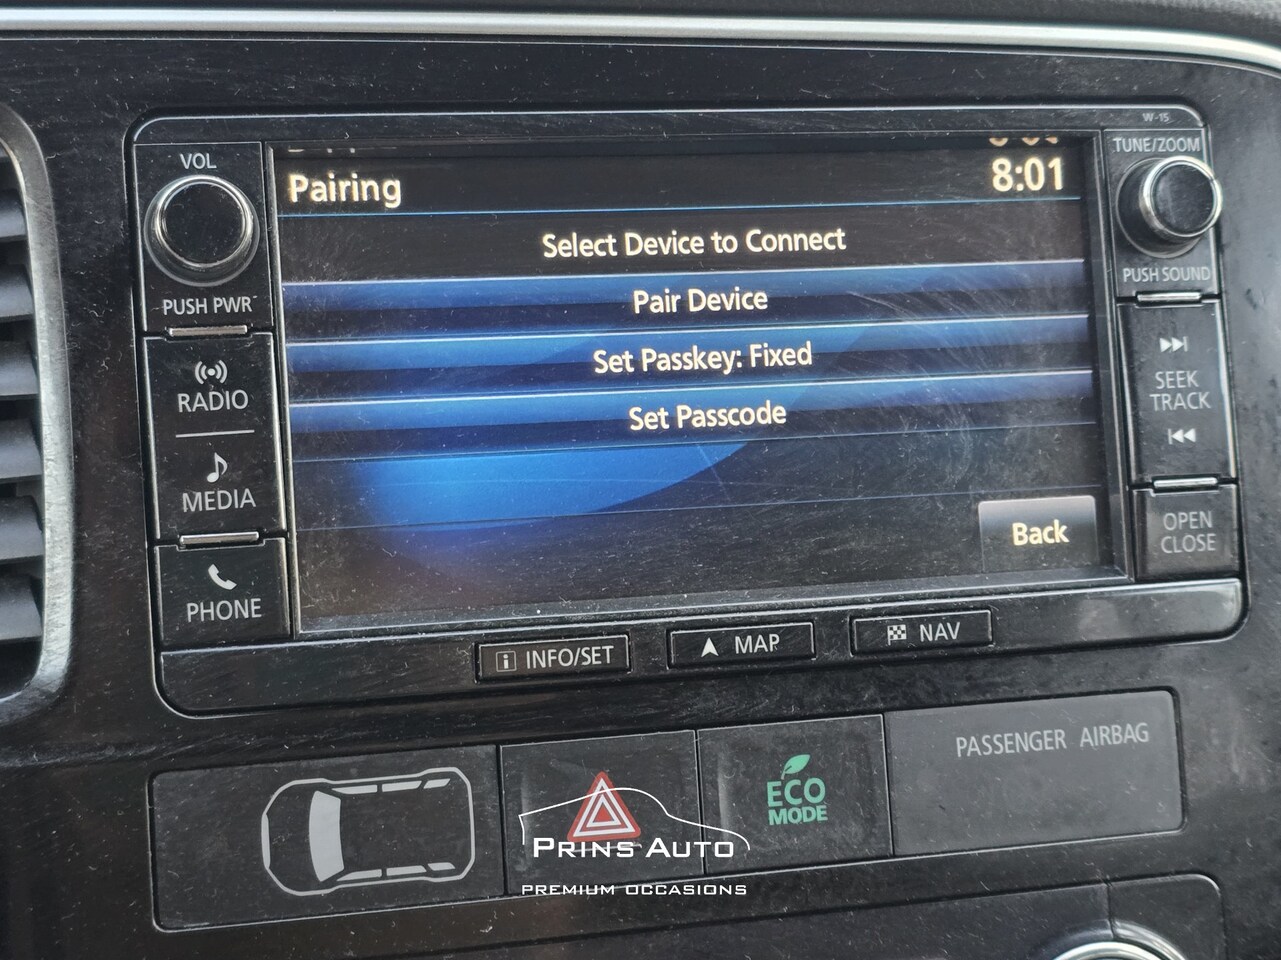 W-15
VOL
TUNE/ZOOM
Pairing
8:01
Select Device to Connect
PUSH PWR
PUSH SOUND
Pair Device
Set Passkey: Fixed
Set Passcode
RADIO
SEEK
TRACK
MEDIA
Back
OPEN
CLOSE
PHONE
i INFO/SET
MAP
NAV
PASSENGER AIRBAG
ECO
MODE
PRINS AUTO
PREMIUM OCCASIONS